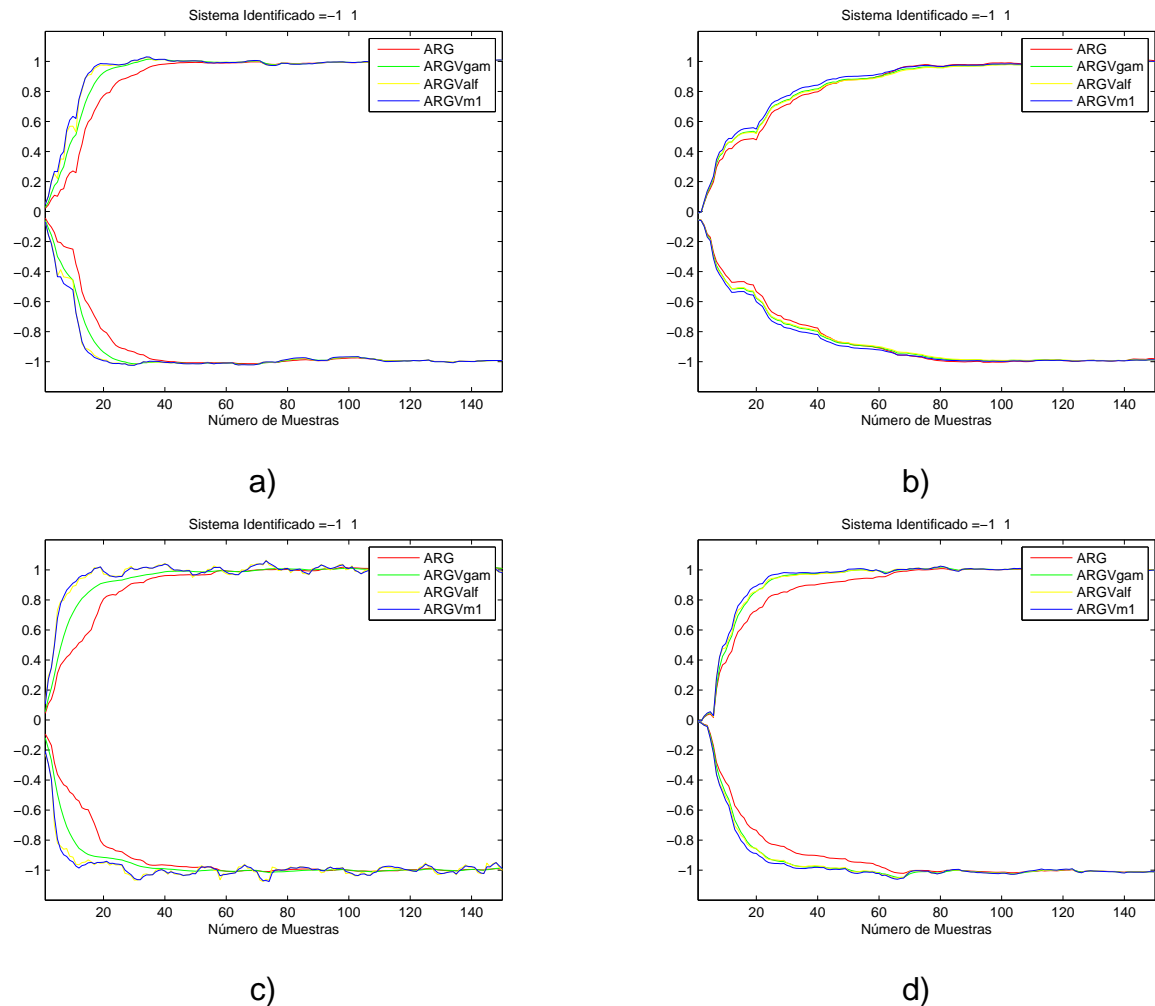 Sistema Identificado =−1 1
ARG
ARGVgam
ARGValf
ARGVm1
1
0.8
0.6
0.4
0.2
0
−0.2
−0.4
−0.6
−0.8
−1
20 40 60 80 100 120 140
Número de Muestras
a)
Sistema Identificado =−1 1
ARG
ARGVgam
ARGValf
ARGVm1
1
0.8
0.6
0.4
0.2
0
−0.2
−0.4
−0.6
−0.8
−1
20 40 60 80 100 120 140
Número de Muestras
b)
Sistema Identificado =−1 1
ARG
ARGVgam
ARGValf
ARGVm1
1
0.8
0.6
0.4
0.2
0
−0.2
−0.4
−0.6
−0.8
−1
20 40 60 80 100 120 140
Número de Muestras
c)
Sistema Identificado =−1 1
ARG
ARGVgam
ARGValf
ARGVm1
1
0.8
0.6
0.4
0.2
0
−0.2
−0.4
−0.6
−0.8
−1
20 40 60 80 100 120 140
Número de Muestras
d)